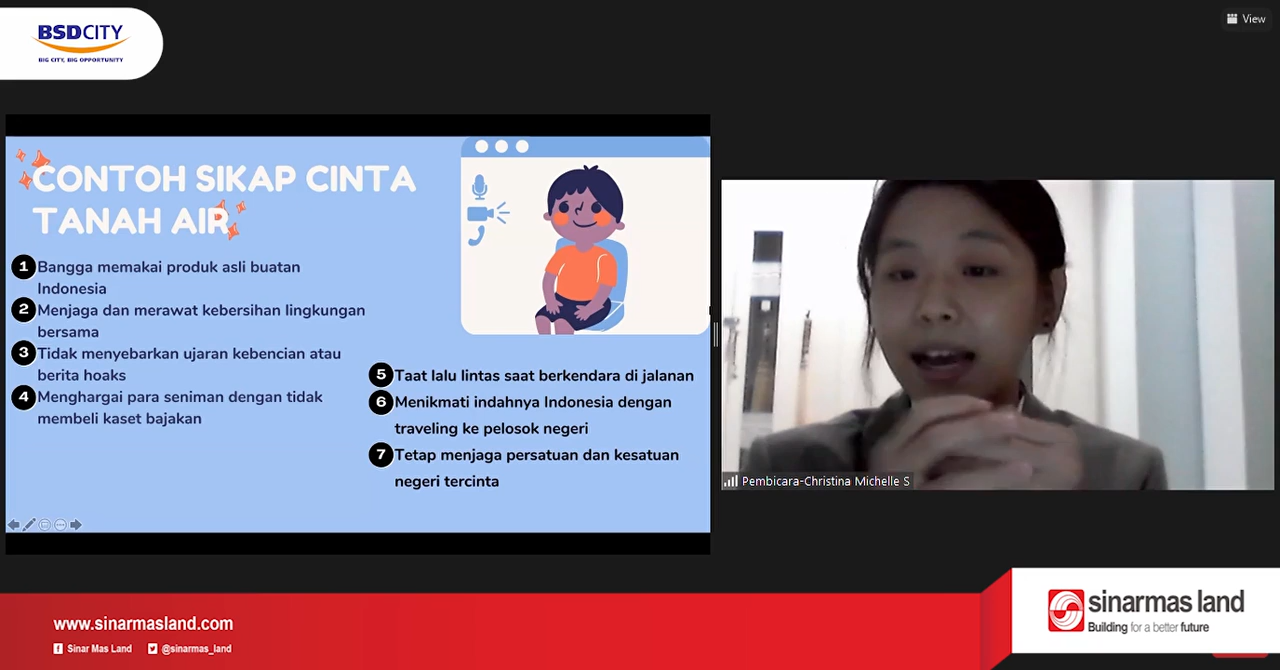 BSDCITY
BIG CITY, BIG OPPORTUNITY
View
CONTOH SIKAP CINTA
TANAH AIR
1 Bangga memakai produk asli buatan
Indonesia
2 Menjaga dan merawat kebersihan lingkungan
bersama
3 Tidak menyebarkan ujaran kebencian atau
berita hoaks
4 Menghargai para seniman dengan tidak
membeli kaset bajakan
5 Taat lalu lintas saat berkendara di jalanan
6 Menikmati indahnya Indonesia dengan
traveling ke pelosok negeri
7 Tetap menjaga persatuan dan kesatuan
negeri tercinta
Pembicara-Christina Michelle S
www.sinarmasland.com
Sinar Mas Land @sinarmas_land
sinarmas land
Building for a better future